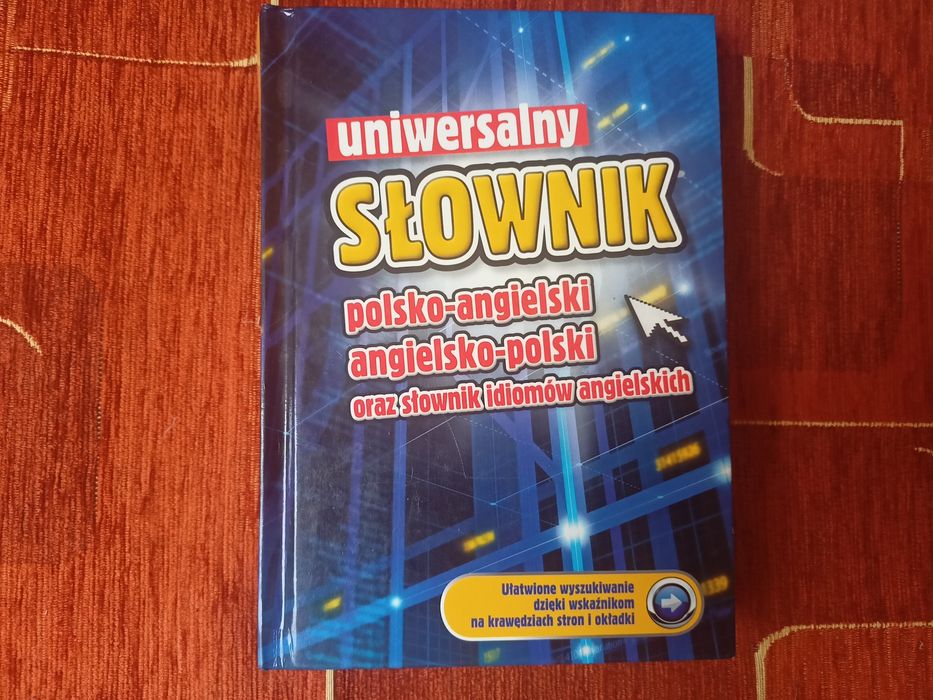 uniwersalny
SŁOWNIK
polsko-angielski
angielsko-polski
oraz słownik idiomów angielskich
Ułatwione wyszukiwanie
dzięki wskaźnikom
na krawędziach stron i okładki